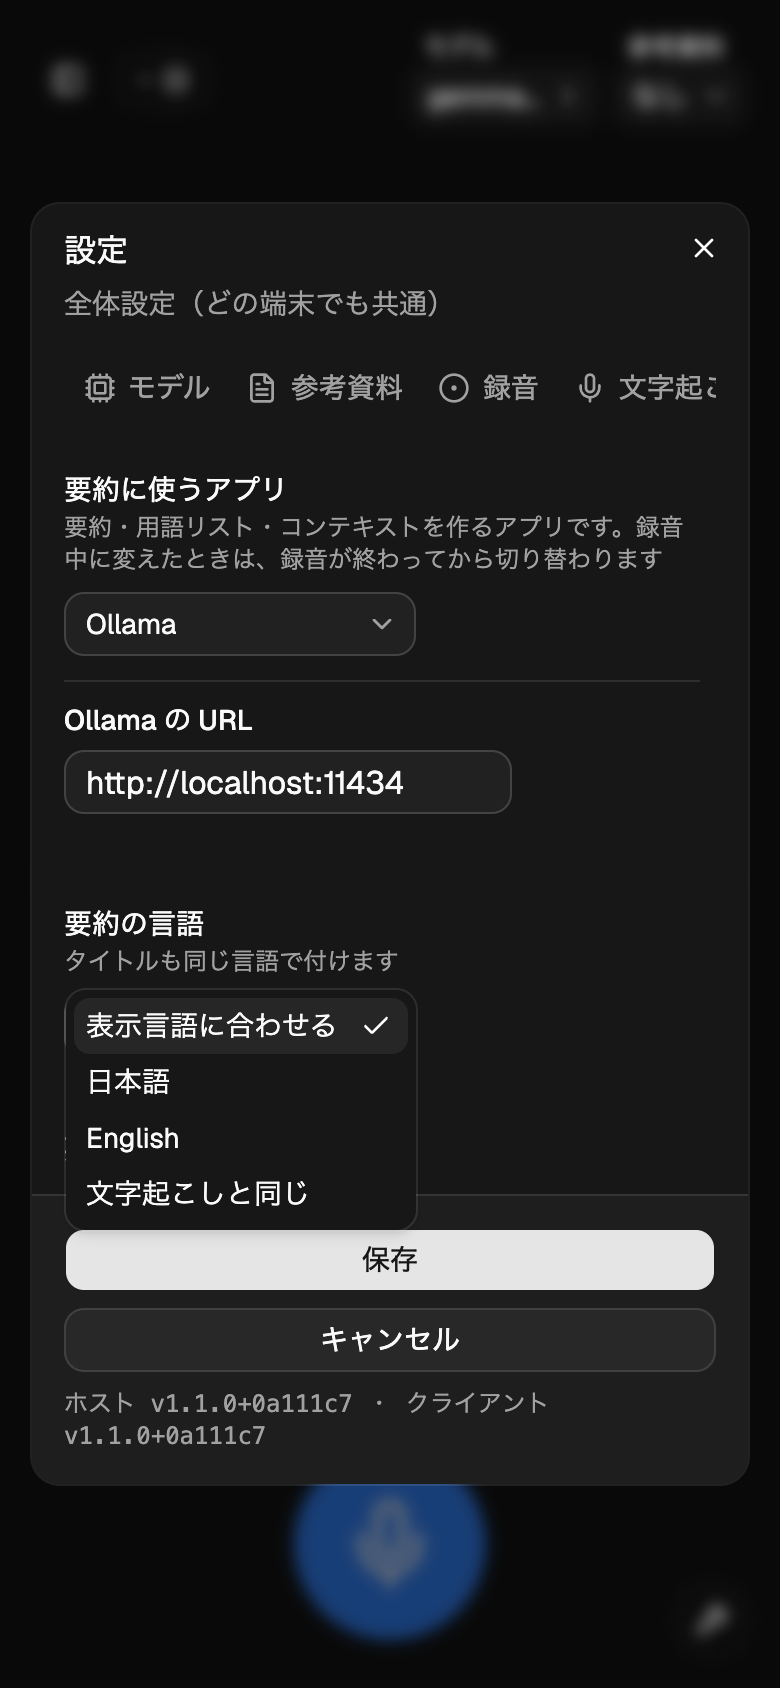 設定
全体設定（どの端末でも共通）
モデル 参考資料 録音 文字起こ
要約に使うアプリ
要約・用語リスト・コンテキストを作るアプリです。録音
中に変えたときは、録音が終わってから切り替わります
Ollama
Ollama の URL
http://localhost:11434
要約の言語
タイトルも同じ言語で付けます
表示言語に合わせる
日本語
English
文字起こしと同じ
保存
キャンセル
ホスト v1.1.0+0a111c7 · クライアント
v1.1.0+0a111c7